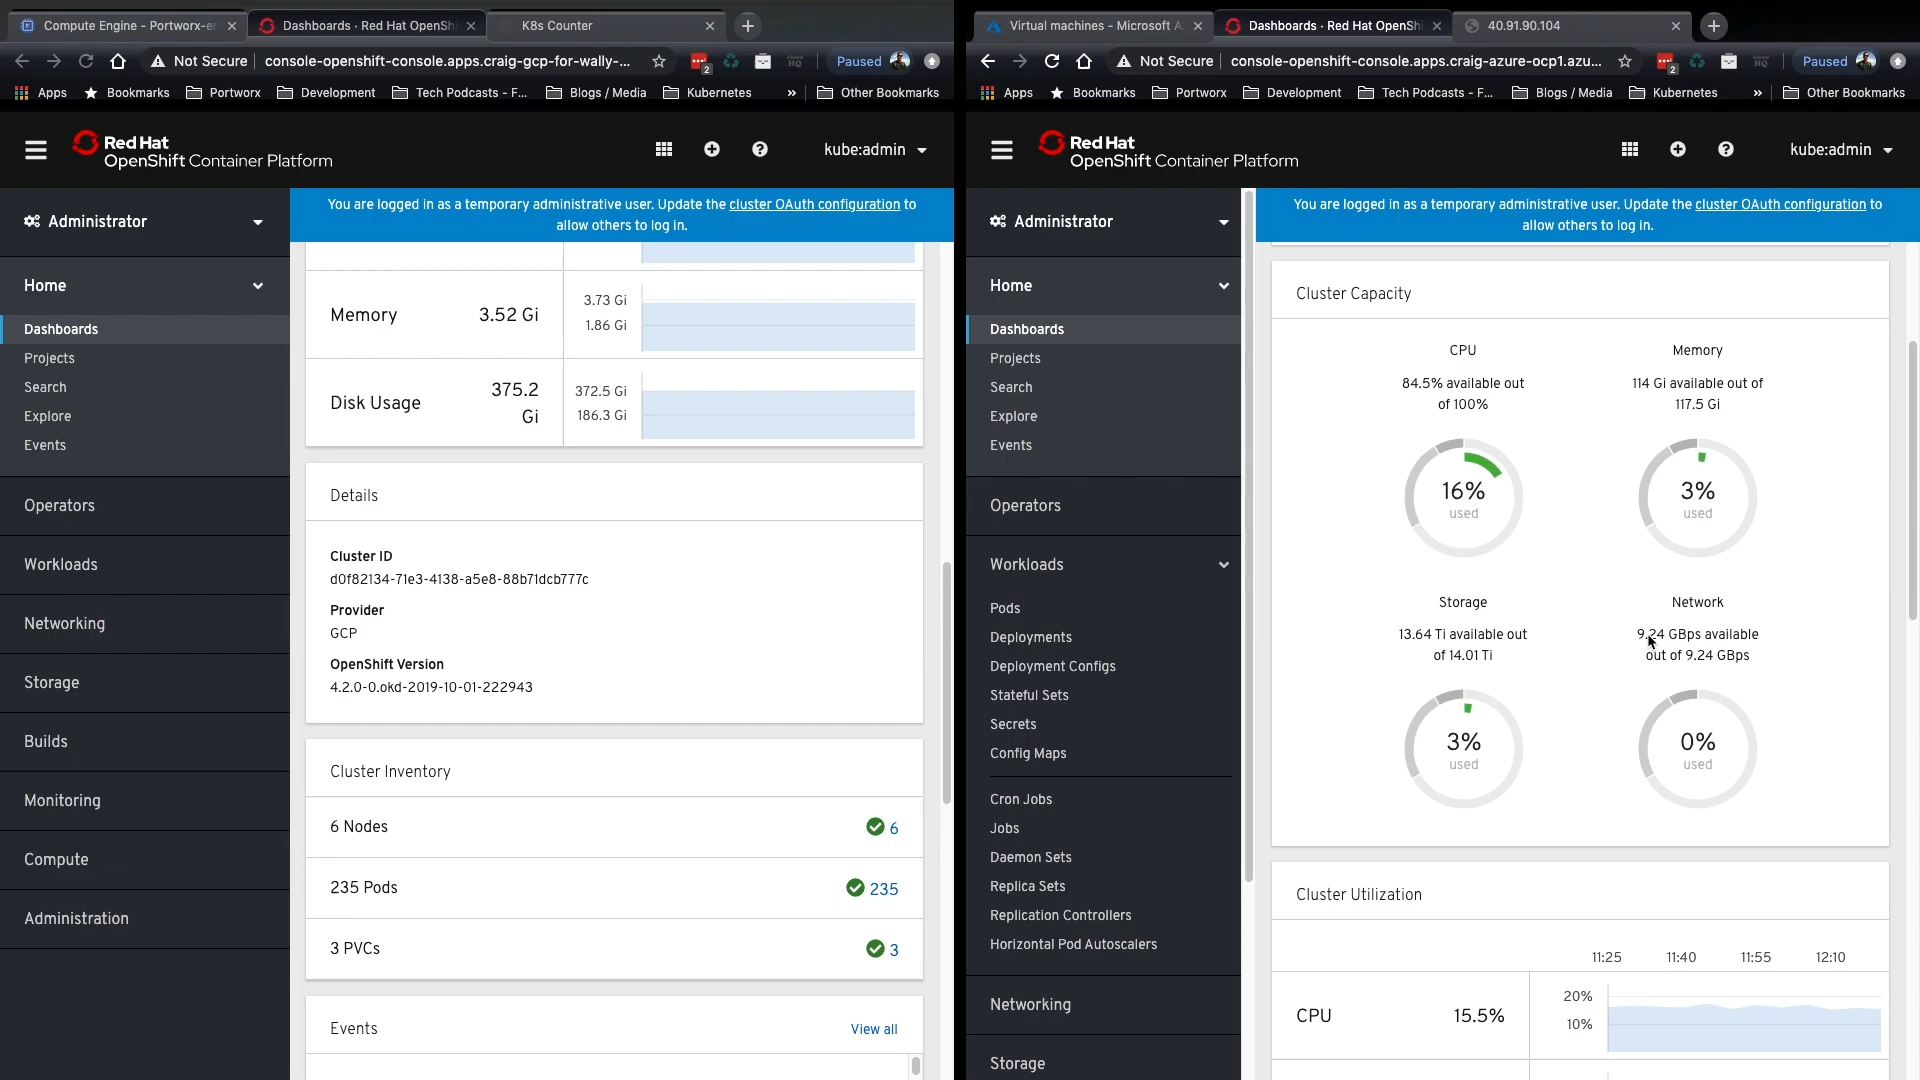 Compute Engine - Portworx-en
Dashboards · Red Hat OpenShi
K8s Counter
Not Secure
console-openshift-console.apps.craig-gcp-for-wally-...
2
Paused
Apps
Bookmarks
Portworx
Development
Tech Podcasts - F...
Blogs / Media
Kubernetes
»
Other Bookmarks
Red Hat
OpenShift Container Platform
kube:admin
Administrator
Home
Dashboards
Projects
Search
Explore
Events
Operators
Workloads
Networking
Storage
Builds
Monitoring
Compute
Administration
You are logged in as a temporary administrative user. Update the cluster OAuth configuration to
allow others to log in.
Memory
3.52 Gi
3.73 Gi
1.86 Gi
Disk Usage
375.2
Gi
372.5 Gi
186.3 Gi
Details
Cluster ID
d0f82134-71e3-4138-a5e8-88b71dcb777c
Provider
GCP
OpenShift Version
4.2.0-0.okd-2019-10-01-222943
Cluster Inventory
6 Nodes
6
235 Pods
235
3 PVCs
3
Events
View all
Virtual machines - Microsoft A
Dashboards · Red Hat OpenShi
40.91.90.104
Not Secure
console-openshift-console.apps.craig-azure-ocp1.azu...
2
Paused
Apps
Bookmarks
Portworx
Development
Tech Podcasts - F...
Blogs / Media
Kubernetes
»
Other Bookmarks
Red Hat
OpenShift Container Platform
kube:admin
Administrator
Home
Dashboards
Projects
Search
Explore
Events
Operators
Workloads
Pods
Deployments
Deployment Configs
Stateful Sets
Secrets
Config Maps
Cron Jobs
Jobs
Daemon Sets
Replica Sets
Replication Controllers
Horizontal Pod Autoscalers
Networking
Storage
You are logged in as a temporary administrative user. Update the cluster OAuth configuration to
allow others to log in.
Cluster Capacity
CPU
84.5% available out
of 100%
16%
used
Memory
114 Gi available out of
117.5 Gi
3%
used
Storage
13.64 Ti available out
of 14.01 Ti
3%
used
Network
9.24 GBps available
out of 9.24 GBps
0%
used
Cluster Utilization
11:25
11:40
11:55
12:10
CPU
15.5%
20%
10%